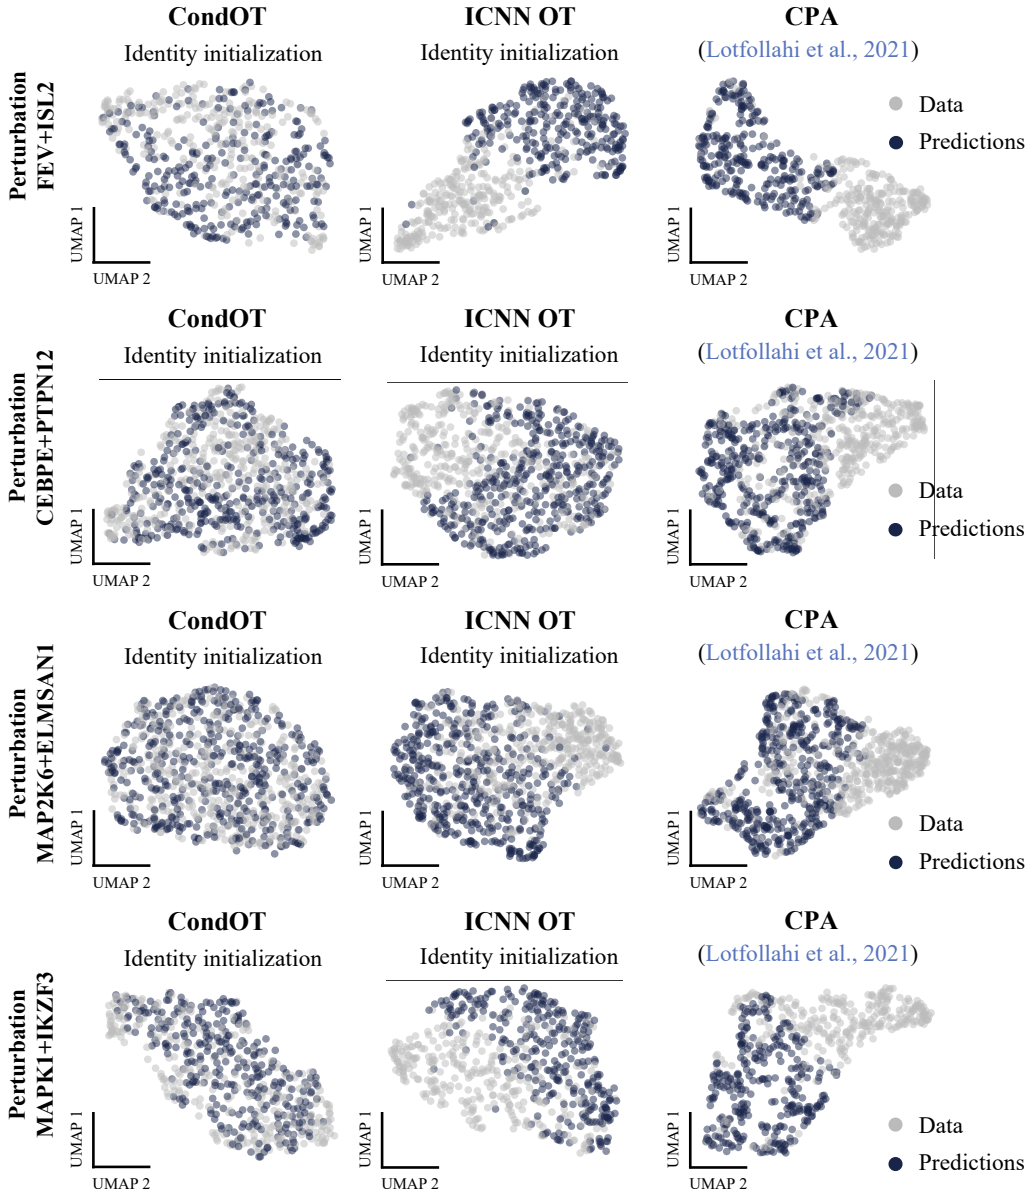 CondOT
ICNN OT
CPA
Identity initialization
Identity initialization
(Lotfollahi et al., 2021)
Perturbation
FEV+ISL2
Data
Predictions
UMAP 1
UMAP 2
UMAP 1
UMAP 2
UMAP 1
UMAP 2
CondOT
ICNN OT
CPA
Identity initialization
Identity initialization
(Lotfollahi et al., 2021)
Perturbation
CEBPE+PTPN12
Data
Predictions
UMAP 1
UMAP 2
UMAP 1
UMAP 2
UMAP 1
UMAP 2
CondOT
ICNN OT
CPA
Identity initialization
Identity initialization
(Lotfollahi et al., 2021)
Perturbation
MAP2K6+ELMSAN1
Data
Predictions
UMAP 1
UMAP 2
UMAP 1
UMAP 2
UMAP 1
UMAP 2
CondOT
ICNN OT
CPA
Identity initialization
Identity initialization
(Lotfollahi et al., 2021)
Perturbation
MAPK1+IKZF3
Data
Predictions
UMAP 1
UMAP 2
UMAP 1
UMAP 2
UMAP 1
UMAP 2